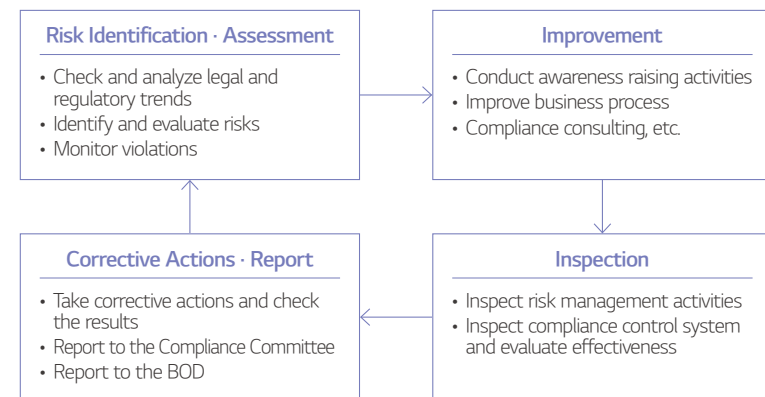 Risk Identification · Assessment
• Check and analyze legal and
regulatory trends
• Identify and evaluate risks
• Monitor violations
Improvement
• Conduct awareness raising activities
• Improve business process
• Compliance consulting, etc.
Corrective Actions · Report
• Take corrective actions and check
the results
• Report to the Compliance Committee
• Report to the BOD
Inspection
• Inspect risk management activities
• Inspect compliance control system
and evaluate effectiveness